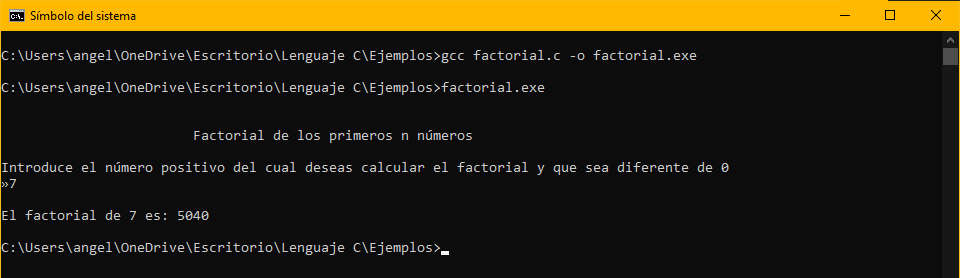 Símbolo del sistema
C:\Users\angel\OneDrive\Escritorio\Lenguaje C\Ejemplos>gcc factorial.c -o factorial.exe
C:\Users\angel\OneDrive\Escritorio\Lenguaje C\Ejemplos>factorial.exe
Factorial de los primeros n números
Introduce el número positivo del cual deseas calcular el factorial y que sea diferente de 0
»7
El factorial de 7 es: 5040
C:\Users\angel\OneDrive\Escritorio\Lenguaje C\Ejemplos>